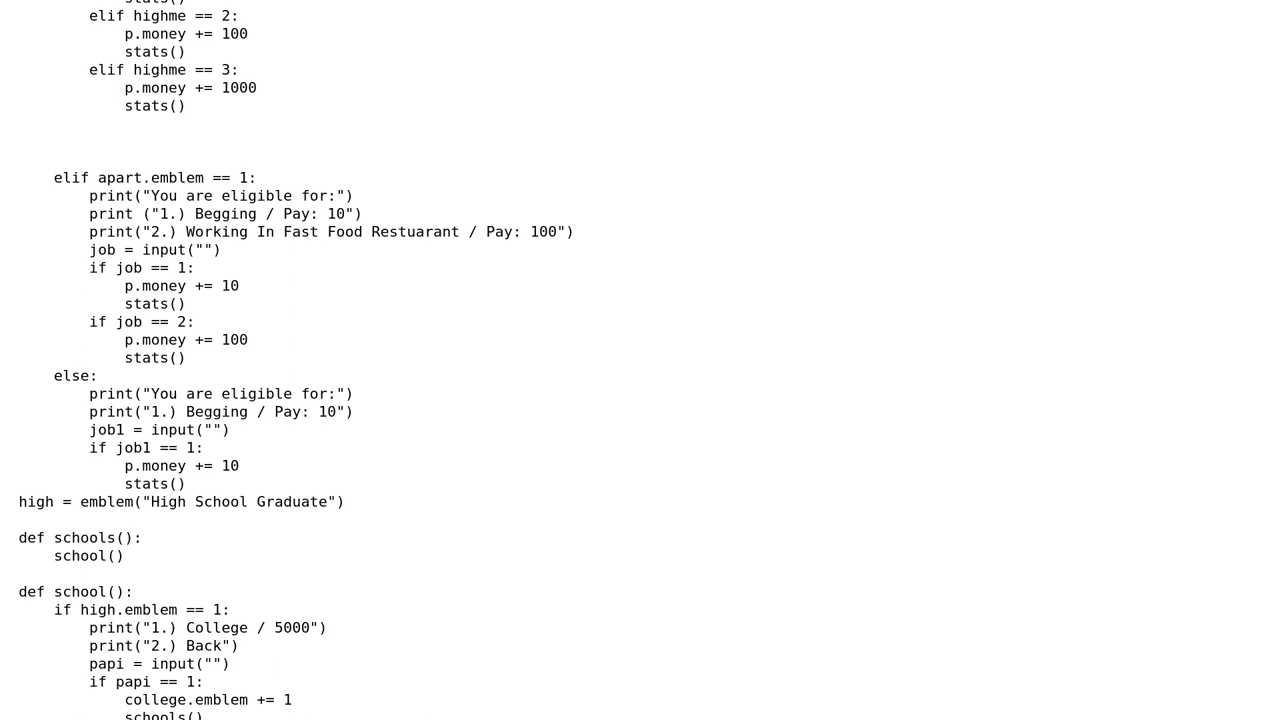 stats()
elif highme == 2:
p.money += 100
stats()
elif highme == 3:
p.money += 1000
stats()
elif apart.emblem == 1:
print("You are eligible for:")
print ("1.) Begging / Pay: 10")
print("2.) Working In Fast Food Restuarant / Pay: 100")
job = input("")
if job == 1:
p.money += 10
stats()
if job == 2:
p.money += 100
stats()
else:
print("You are eligible for:")
print("1.) Begging / Pay: 10")
job1 = input("")
if job1 == 1:
p.money += 10
stats()
high = emblem("High School Graduate")
def schools():
school()
def school():
if high.emblem == 1:
print("1.) College / 5000")
print("2.) Back")
papi = input("")
if papi == 1:
college.emblem += 1
schools()